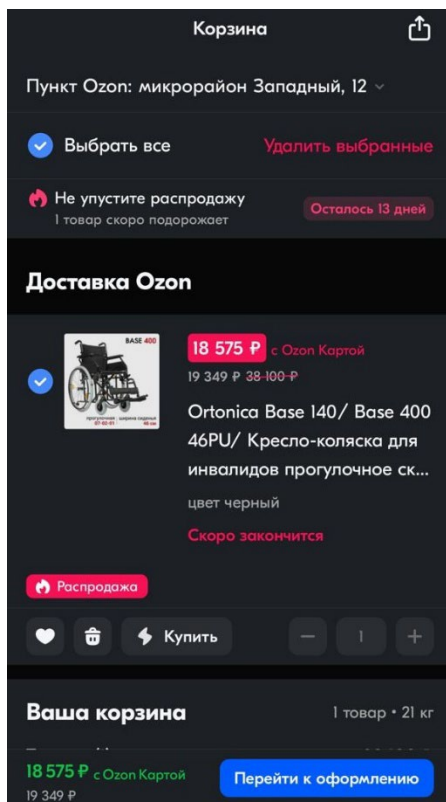 Корзина
Пункт Ozon: микрорайон Западный, 12
Выбрать все
Удалить выбранные
Не упустите распродажу
1 товар скоро подорожает
Осталось 13 дней
Доставка Ozon
BASE 400
18 575 ₽ с Ozon Картой
19 349 ₽ 38 100 ₽
Ortonica Base 140/ Base 400
46PU/ Кресло-коляска для
инвалидов прогулочное ск...
цвет черный
Скоро закончится
Распродажа
Купить
1
Ваша корзина
1 товар • 21 кг
18 575 ₽ с Ozon Картой
19 349 ₽
Перейти к оформлению